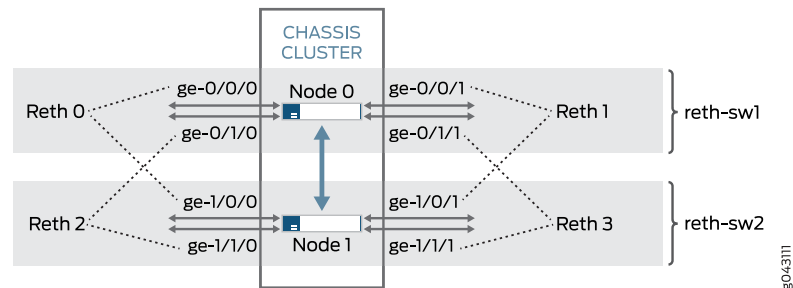 CHASSIS
CLUSTER
ge-0/0/0
Node 0
ge-0/0/1
Reth 0
Reth 1
reth-sw1
ge-0/1/0
ge-0/1/1
ge-1/0/0
ge-1/0/1
Reth 2
Reth 3
reth-sw2
ge-1/1/0
Node 1
ge-1/1/1
g043111